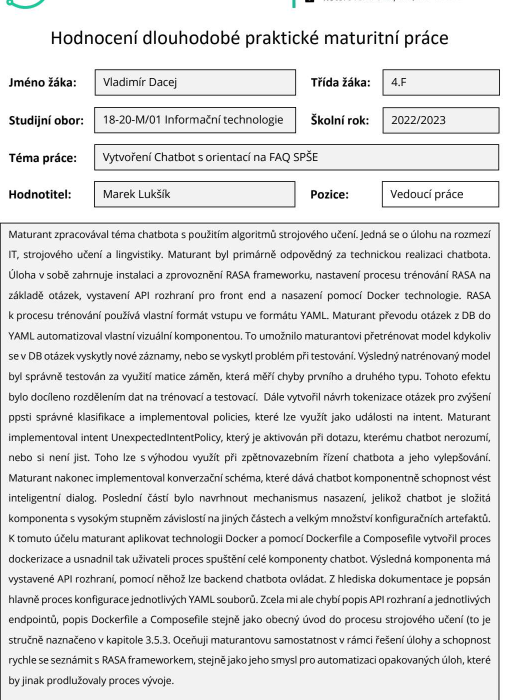 Hodnocení dlouhodobé praktické maturitní práce
Jméno žáka: Vladimír Dacej Třída žáka: 4.F
Studijní obor: 18-20-M/01 Informační technologie Školní rok: 2022/2023
Téma práce: Vytvoření Chatbot s orientací na FAQ SPŠE
Hodnotitel: Marek Lukšík Pozice: Vedoucí práce
Maturant zpracovával téma chatbota s použitím algoritmů strojového učení. Jedná se o úlohu na rozmezí
IT, strojového učení a lingvistiky. Maturant byl primárně odpovědný za technickou realizaci chatbota.
Úloha v sobě zahrnuje instalaci a zprovoznění RASA frameworku, nastavení procesu trénování RASA na
základě otázek, vystavení API rozhraní pro front end a nasazení pomocí Docker technologie. RASA
k procesu trénování používá vlastní formát vstupu ve formátu YAML. Maturant převodu otázek z DB do
YAML automatizoval vlastní vizuální komponentou. To umožnilo maturantovi přetrénovat model kdykoliv
se v DB otázek vyskytly nové záznamy, nebo se vyskytl problém při testování. Výsledný natrénovaný model
byl správně testován za využití matice záměn, která měří chyby prvního a druhého typu. Tohoto efektu
bylo docíleno rozdělením dat na trénovací a testovací. Dále vytvořil návrh tokenizace otázek pro zvýšení
ppsti správné klasifikace a implementoval policies, které lze využít jako události na intent. Maturant
implementoval intent UnexpectedIntentPolicy, který je aktivován při dotazu, kterému chatbot nerozumí,
nebo si není jist. Toho lze s výhodou využít při zpětnovazebním řízení chatbota a jeho vylepšování.
Maturant nakonec implementoval konverzační schéma, které dává chatbot komponentně schopnost vést
inteligentní dialog. Poslední částí bylo navrhnout mechanismus nasazení, jelikož chatbot je složitá
komponenta s vysokým stupněm závislostí na jiných částech a velkým množství konfiguračních artefaktů.
K tomuto účelu maturant aplikovat technologii Docker a pomocí Dockerfile a Composefile vytvořil proces
dockerizace a usnadnil tak uživateli proces spuštění celé komponenty chatbot. Výsledná komponenta má
vystavené API rozhraní, pomocí něhož lze backend chatbota ovládat. Z hlediska dokumentace je popsán
hlavně proces konfigurace jednotlivých YAML souborů. Zcela mi ale chybí popis API rozhraní a jednotlivých
endpointů, popis Dockerfile a Composefile stejně jako obecný úvod do procesu strojového učení (to je
stručně naznačeno v kapitole 3.5.3. Oceňuji maturantovu samostatnost v rámci řešení úlohy a schopnost
rychle se seznámit s RASA frameworkem, stejně jako jeho smysl pro automatizaci opakovaných úloh, které
by jinak prodlužovaly proces vývoje.